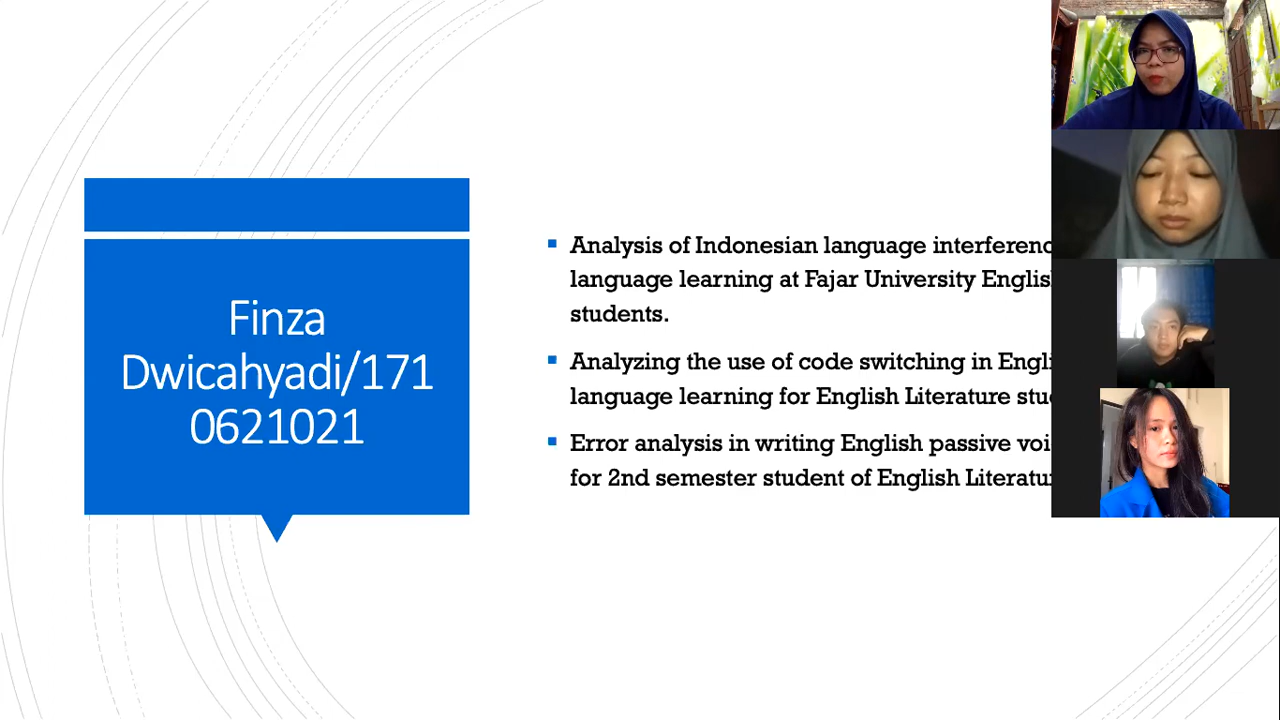 Finza
Dwicahyadi/171
0621021
Analysis of Indonesian language
language learning at Fajar University
students.
Analyzing the use of code switching in
language learning for English Literature
Error analysis in writing English passive
for 2nd semester student of English